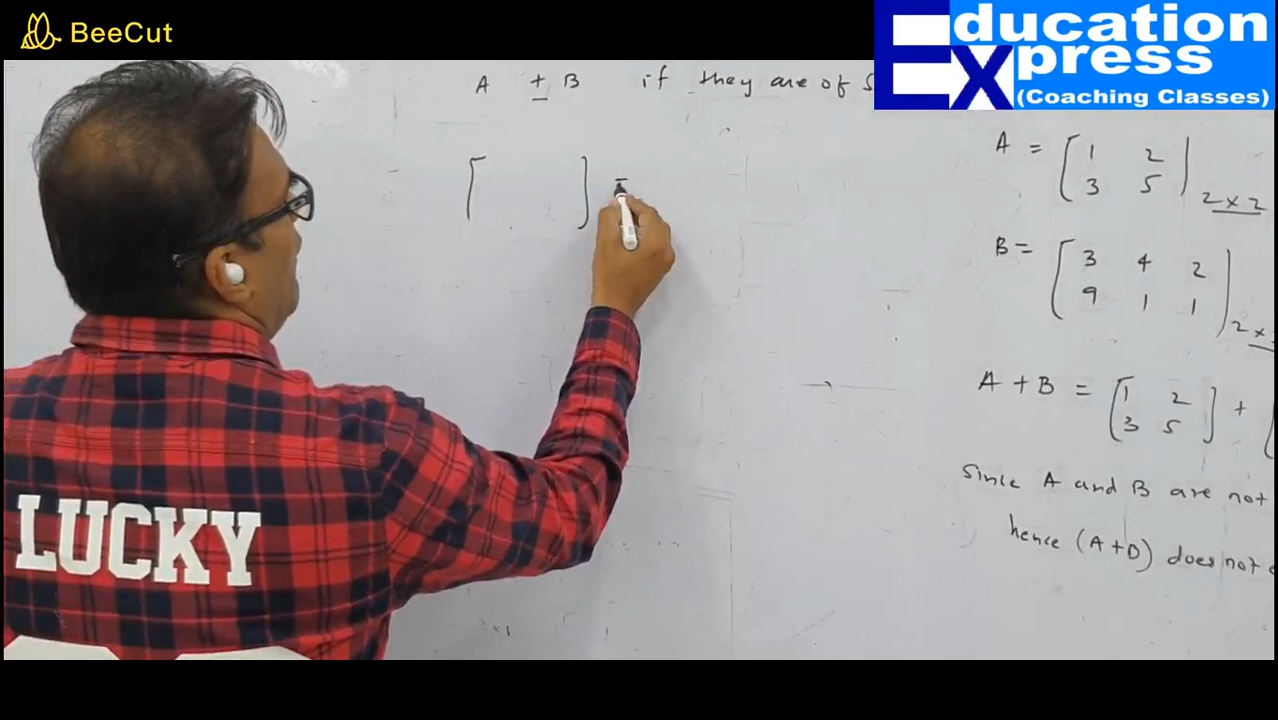 BeeCut
Education
Express
(Coaching Classes)
A + B if they are of
[ ] -
A = [ 1 2
3 5 ] 2 x 2
B = [ 3 4 2
9 1 1 ] 2 x
A + B = [ 1 2
3 5 ] + [
Since A and B are not
hence (A+D) does not
LUCKY